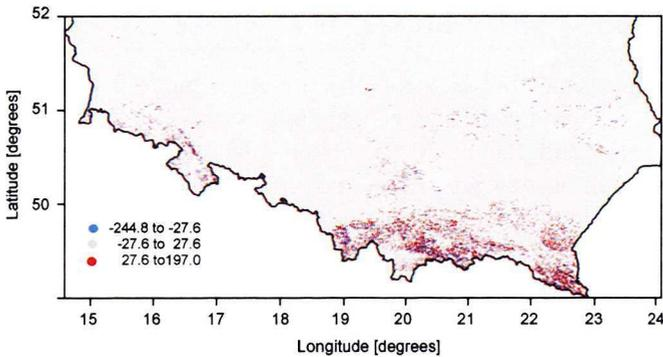 52
51
50
Latitude [degrees]
-244.8 to -27.6
-27.6 to 27.6
27.6 to197.0
15 16 17 18 19 20 21 22 23 24
Longitude [degrees]